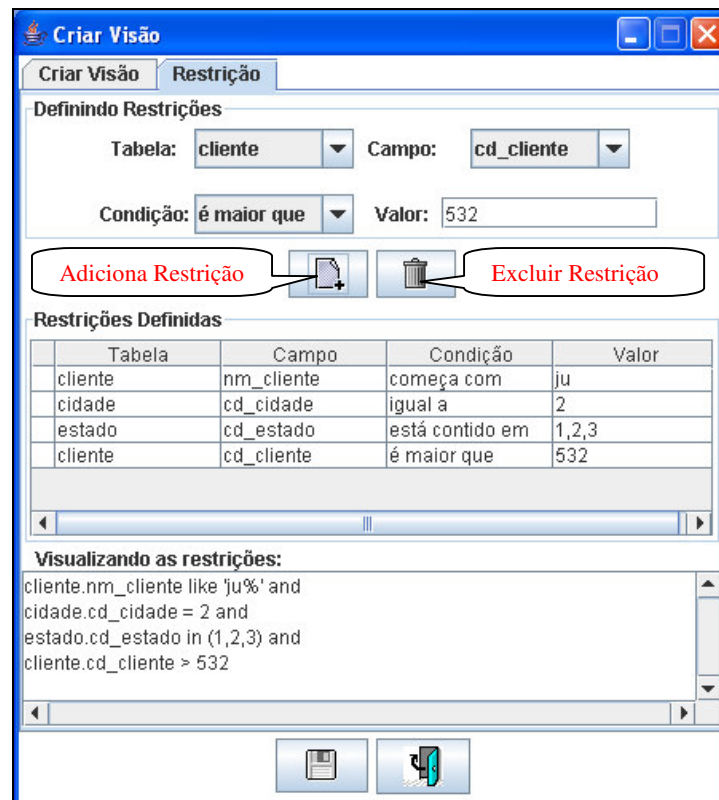 Criar Visão
Criar Visão Restrição
Definindo Restrições
Tabela: cliente Campo: cd_cliente
Condição: é maior que Valor: 532
Adiciona Restrição Excluir Restrição
Restrições Definidas
Tabela Campo Condição Valor
cliente nm_cliente começa com ju
cidade cd_cidade igual a 2
estado cd_estado está contido em 1,2,3
cliente cd_cliente é maior que 532
Visualizando as restrições:
cliente.nm_cliente like 'ju%' and
cidade.cd_cidade = 2 and
estado.cd_estado in (1,2,3) and
cliente.cd_cliente > 532